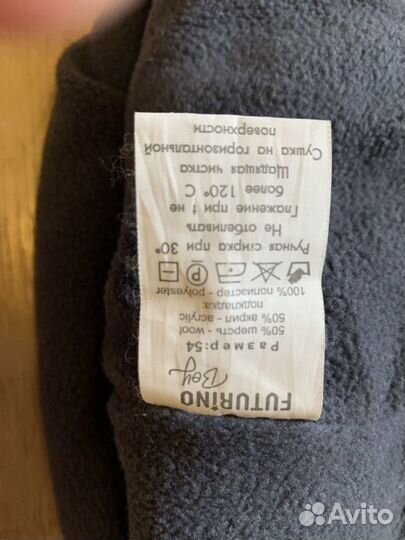 FUTURINO
Boy
Размер:54
50% шерсть - wool
50% акрил - acrylic
подкладка:
100% полиэстер - polyester
Ручная стирка при 30°
Не отбеливать
Глажение при t не
более 120° C
Щадящая чистка
Сушка на горизонтальной
поверхности
Avito